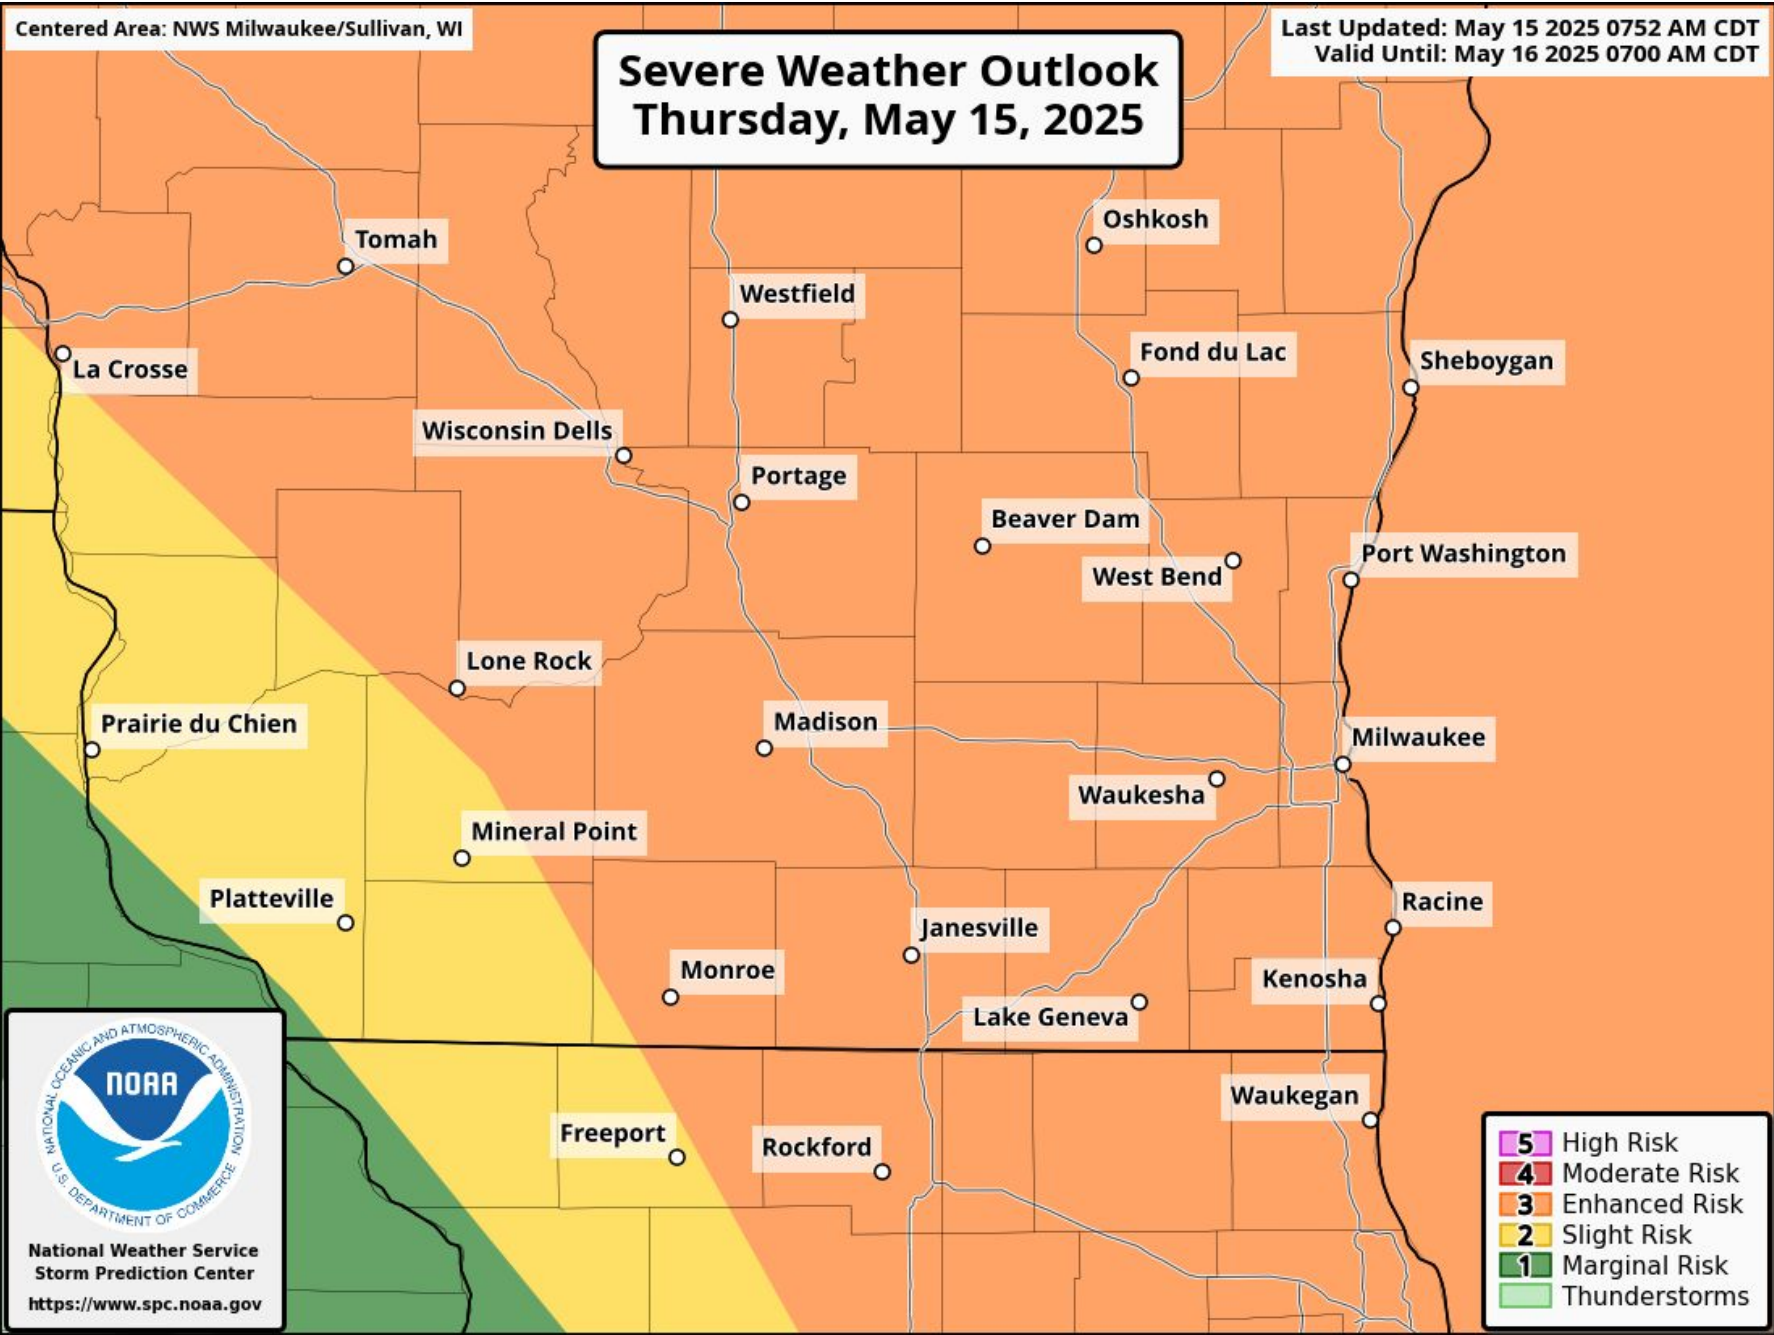 Centered Area: NWS Milwaukee/Sullivan, WI
Last Updated: May 15 2025 0752 AM CDT
Valid Until: May 16 2025 0700 AM CDT
Severe Weather Outlook
Thursday, May 15, 2025
Oshkosh
Tomah
Westfield
Fond du Lac
Sheboygan
La Crosse
Wisconsin Dells
Portage
Beaver Dam
Port Washington
West Bend
Lone Rock
Prairie du Chien
Madison
Milwaukee
Waukesha
Mineral Point
Platteville
Racine
Janesville
Monroe
Kenosha
Lake Geneva
Waukegan
Freeport
Rockford
NATIONAL OCEANIC AND ATMOSPHERIC ADMINISTRATION
NOAA
U.S. DEPARTMENT OF COMMERCE
National Weather Service
Storm Prediction Center
https://www.spc.noaa.gov
5 High Risk
4 Moderate Risk
3 Enhanced Risk
2 Slight Risk
1 Marginal Risk
Thunderstorms